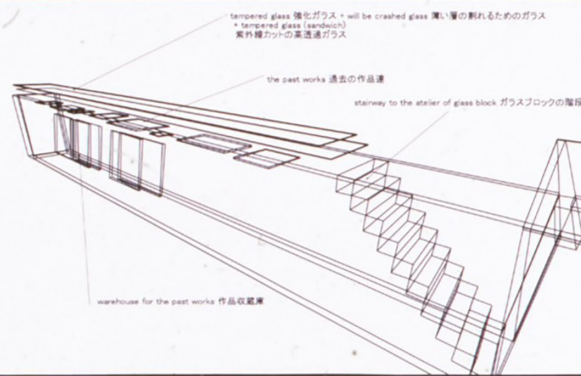 tempered glass 強化ガラス + will be crashed glass 薄い層の割れるためのガラス
+ tempered glass (sandwich)
紫外線カットの高透過ガラス
the past works 過去の作品達
stairway to the atelier of glass block ガラスブロックの階段
warehouse for the past works 作品収蔵庫